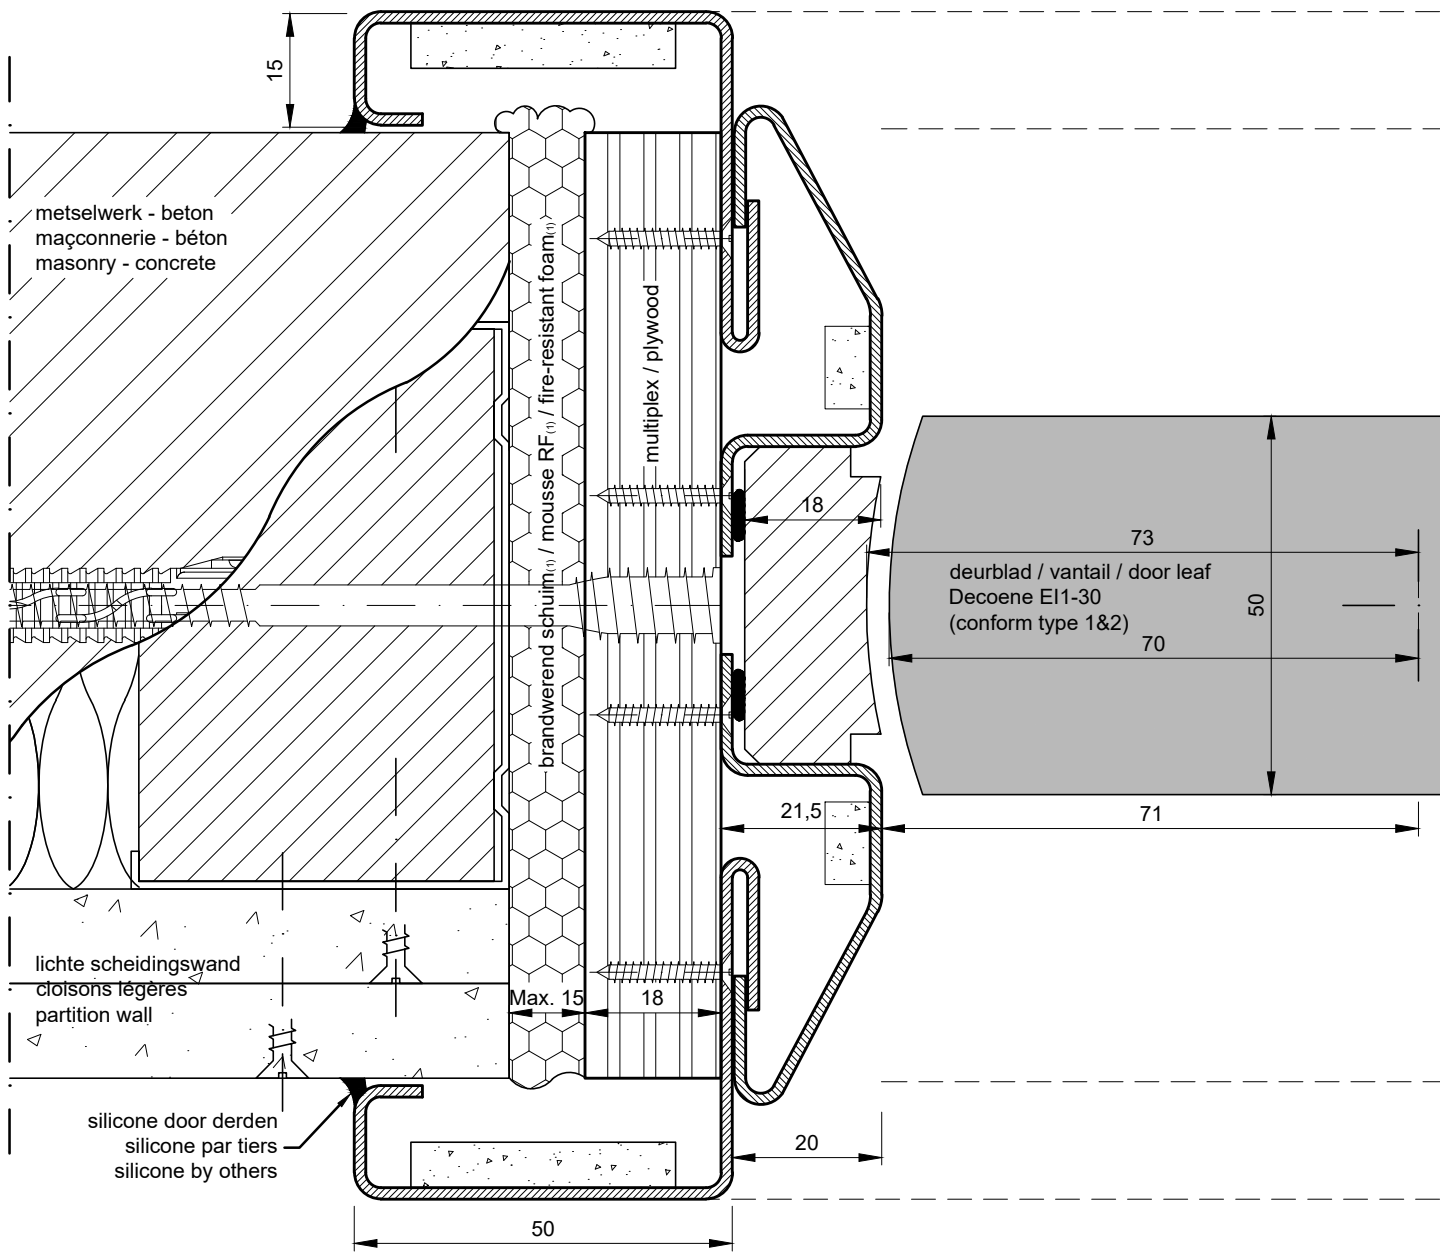 15
metselwerk - beton
maçconnerie - béton
masonry - concrete
brandwerend schuim(1) / mousse RF(1) / fire-resistant foam(1)
multiplex / plywood
18
73
deurblad / vantail / door leaf
Decoene EI1-30
(conform type 1&2)
50
70
21,5
71
lichte scheidingswand
cloisons légères
partition wall
Max. 15
18
silicone door derden
silicone par tiers
silicone by others
20
50